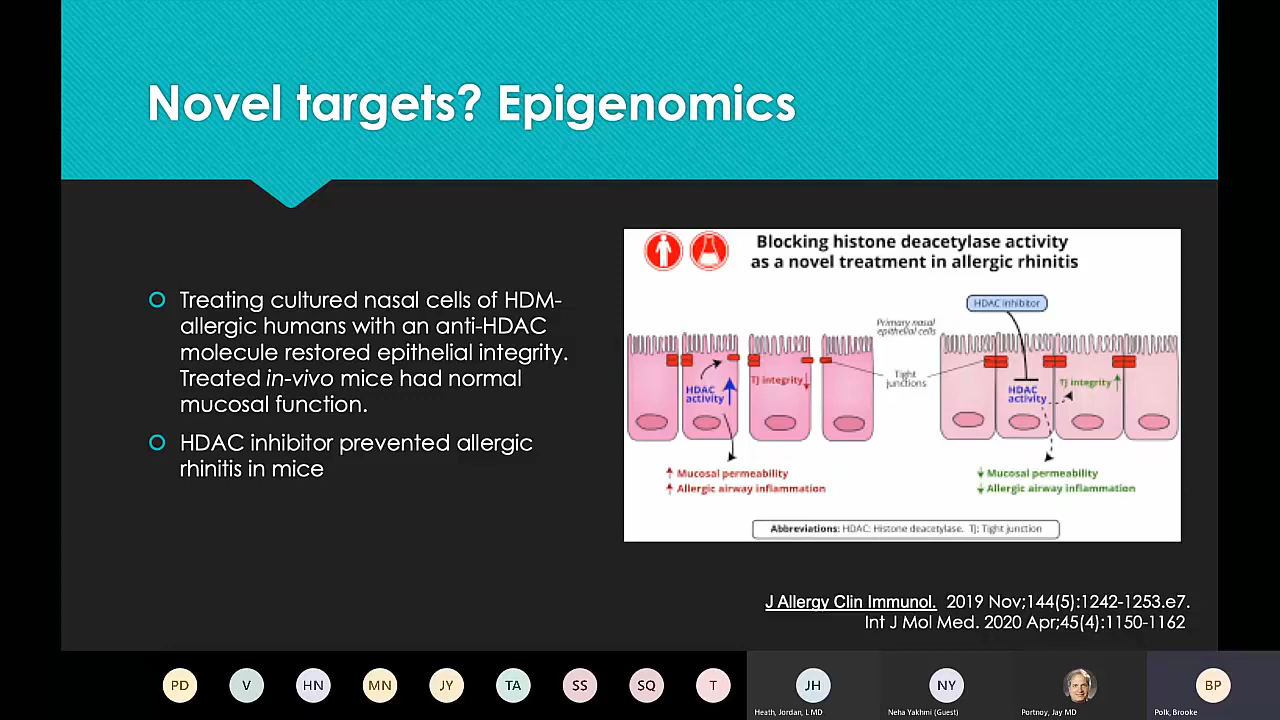 Novel targets? Epigenomics
Treating cultured nasal cells of HDM-
allergic humans with an anti-HDAC
molecule restored epithelial integrity.
Treated in-vivo mice had normal
mucosal function.
HDAC inhibitor prevented allergic
rhinitis in mice
Blocking histone deacetylase activity
as a novel treatment in allergic rhinitis
HDAC inhibitor
Primary nasal
epithelial cells
Tight
junctions
HDAC
activity
TJ integrity
HDAC
activity
TJ integrity
Mucosal permeability
Allergic airway inflammation
Mucosal permeability
Allergic airway inflammation
Abbreviations: HDAC: Histone deacetylase. TJ: Tight junction
J Allergy Clin Immunol. 2019 Nov;144(5):1242-1253.e7.
Int J Mol Med. 2020 Apr;45(4):1150-1162
PD V HN MN JY TA SS SQ T JH NY BP
Heath, Jordan, L MD Neha Yakhmi (Guest) Portnoy, Jay MD Polk, Brooke